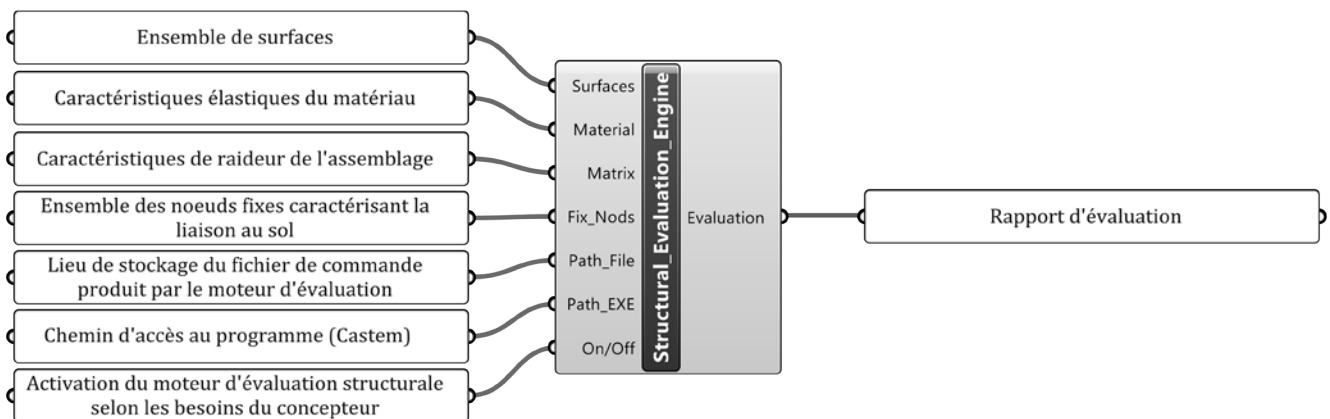 Ensemble de surfaces
Caractéristiques élastiques du matériau
Caractéristiques de raideur de l'assemblage
Ensemble des noeuds fixes caractérisant la
liaison au sol
Lieu de stockage du fichier de commande
produit par le moteur d'évaluation
Chemin d'accès au programme (Castem)
Activation du moteur d'évaluation structurale
selon les besoins du concepteur
Surfaces
Material
Matrix
Fix_Nods
Path_File
Path_EXE
On/Off
Structural_Evaluation_Engine
Evaluation
Rapport d'évaluation